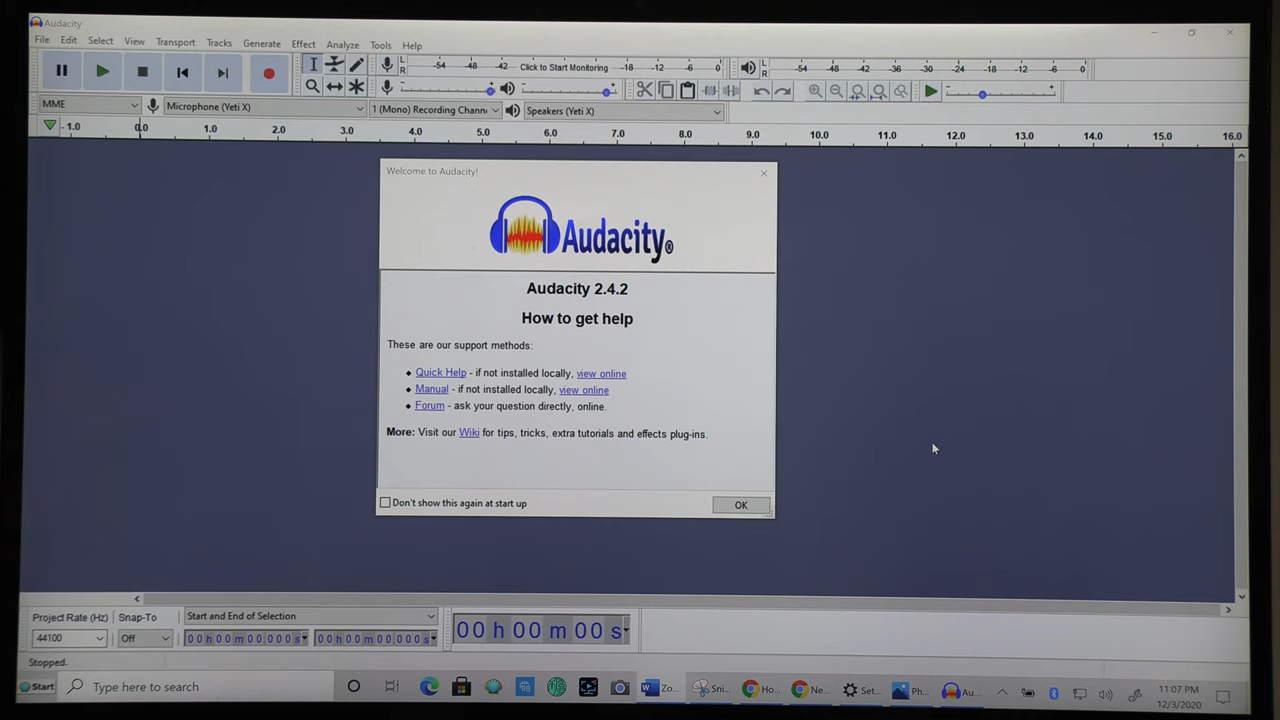 Audacity
File Edit Select View Transport Tracks Generate Effect Analyze Tools Help
L R -54 -48 -42 Click to Start Monitoring -18 -12 -6 0 L R -54 -48 -42 -36 -30 -24 -18 -12 -6 0
MME Microphone (Yeti X) 1 (Mono) Recording Chann Speakers (Yeti X)
- 1.0 0.0 1.0 2.0 3.0 4.0 5.0 6.0 7.0 8.0 9.0 10.0 11.0 12.0 13.0 14.0 15.0 16.0
Welcome to Audacity!
Audacity®
Audacity 2.4.2
How to get help
These are our support methods:
Quick Help - if not installed locally, view online
Manual - if not installed locally, view online
Forum - ask your question directly, online.
More: Visit our Wiki for tips, tricks, extra tutorials and effects plug-ins.
Don't show this again at start up OK
Project Rate (Hz) Snap-To Start and End of Selection
44100 Off 00 h 00 m 00.000 s 00 h 00 m 00.000 s 00 h 00 m 00 s
Stopped.
Start Type here to search Zo... Sni... Ho... Ne... Set... Ph... Au... 11:07 PM
12/3/2020